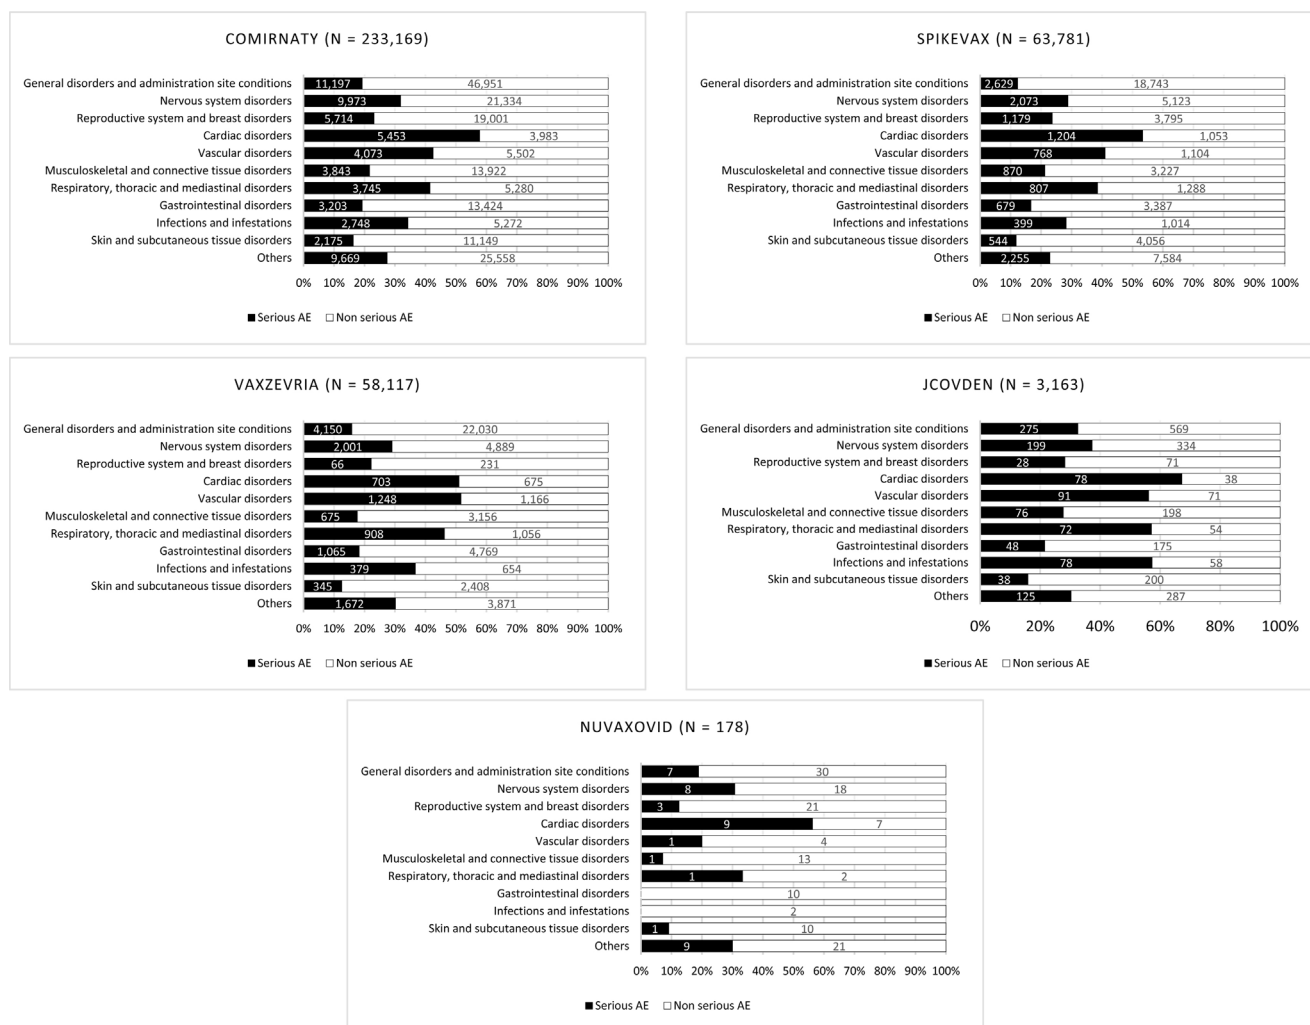 COMIRNATY (N = 233,169)
General disorders and administration site conditions 11,197 46,951
Nervous system disorders 9,973 21,334
Reproductive system and breast disorders 5,714 19,001
Cardiac disorders 5,453 3,983
Vascular disorders 4,073 5,502
Musculoskeletal and connective tissue disorders 3,843 13,922
Respiratory, thoracic and mediastinal disorders 3,745 5,280
Gastrointestinal disorders 3,203 13,424
Infections and infestations 2,748 5,272
Skin and subcutaneous tissue disorders 2,175 11,149
Others 9,669 25,558
0% 10% 20% 30% 40% 50% 60% 70% 80% 90% 100%
Serious AE Non serious AE
SPIKEVAX (N = 63,781)
General disorders and administration site conditions 2,629 18,743
Nervous system disorders 2,073 5,123
Reproductive system and breast disorders 1,179 3,795
Cardiac disorders 1,204 1,053
Vascular disorders 768 1,104
Musculoskeletal and connective tissue disorders 870 3,227
Respiratory, thoracic and mediastinal disorders 807 1,288
Gastrointestinal disorders 679 3,387
Infections and infestations 399 1,014
Skin and subcutaneous tissue disorders 544 4,056
Others 2,255 7,584
0% 10% 20% 30% 40% 50% 60% 70% 80% 90% 100%
Serious AE Non serious AE
VAXZEVRIA (N = 58,117)
General disorders and administration site conditions 4,150 22,030
Nervous system disorders 2,001 4,889
Reproductive system and breast disorders 66 231
Cardiac disorders 703 675
Vascular disorders 1,248 1,166
Musculoskeletal and connective tissue disorders 675 3,156
Respiratory, thoracic and mediastinal disorders 908 1,056
Gastrointestinal disorders 1,065 4,769
Infections and infestations 379 654
Skin and subcutaneous tissue disorders 345 2,408
Others 1,672 3,871
0% 10% 20% 30% 40% 50% 60% 70% 80% 90% 100%
Serious AE Non serious AE
JCOVDEN (N = 3,163)
General disorders and administration site conditions 275 569
Nervous system disorders 199 334
Reproductive system and breast disorders 28 71
Cardiac disorders 78 38
Vascular disorders 91 71
Musculoskeletal and connective tissue disorders 76 198
Respiratory, thoracic and mediastinal disorders 72 54
Gastrointestinal disorders 48 175
Infections and infestations 78 58
Skin and subcutaneous tissue disorders 38 200
Others 125 287
0% 20% 40% 60% 80% 100%
Serious AE Non serious AE
NUVAXOVID (N = 178)
General disorders and administration site conditions 7 30
Nervous system disorders 8 18
Reproductive system and breast disorders 3 21
Cardiac disorders 9 7
Vascular disorders 1 4
Musculoskeletal and connective tissue disorders 1 13
Respiratory, thoracic and mediastinal disorders 1 2
Gastrointestinal disorders 10
Infections and infestations 2
Skin and subcutaneous tissue disorders 1 10
Others 9 21
0% 10% 20% 30% 40% 50% 60% 70% 80% 90% 100%
Serious AE Non serious AE